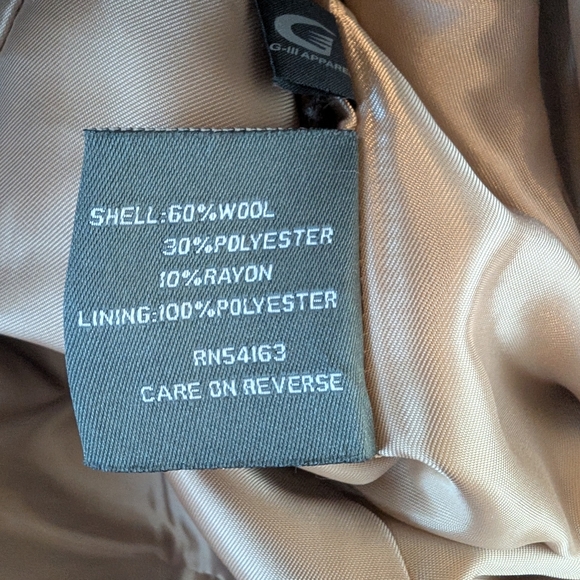 G-III APPAREL
SHELL:60%WOOL
30%POLYESTER
10%RAYON
LINING:100%POLYESTER
RN54163
CARE ON REVERSE